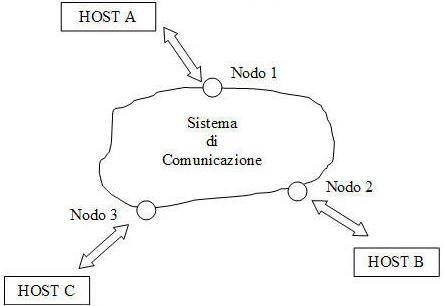 HOST A
Nodo 1
Sistema
di
Comunicazione
Nodo 2
Nodo 3
HOST B
HOST C